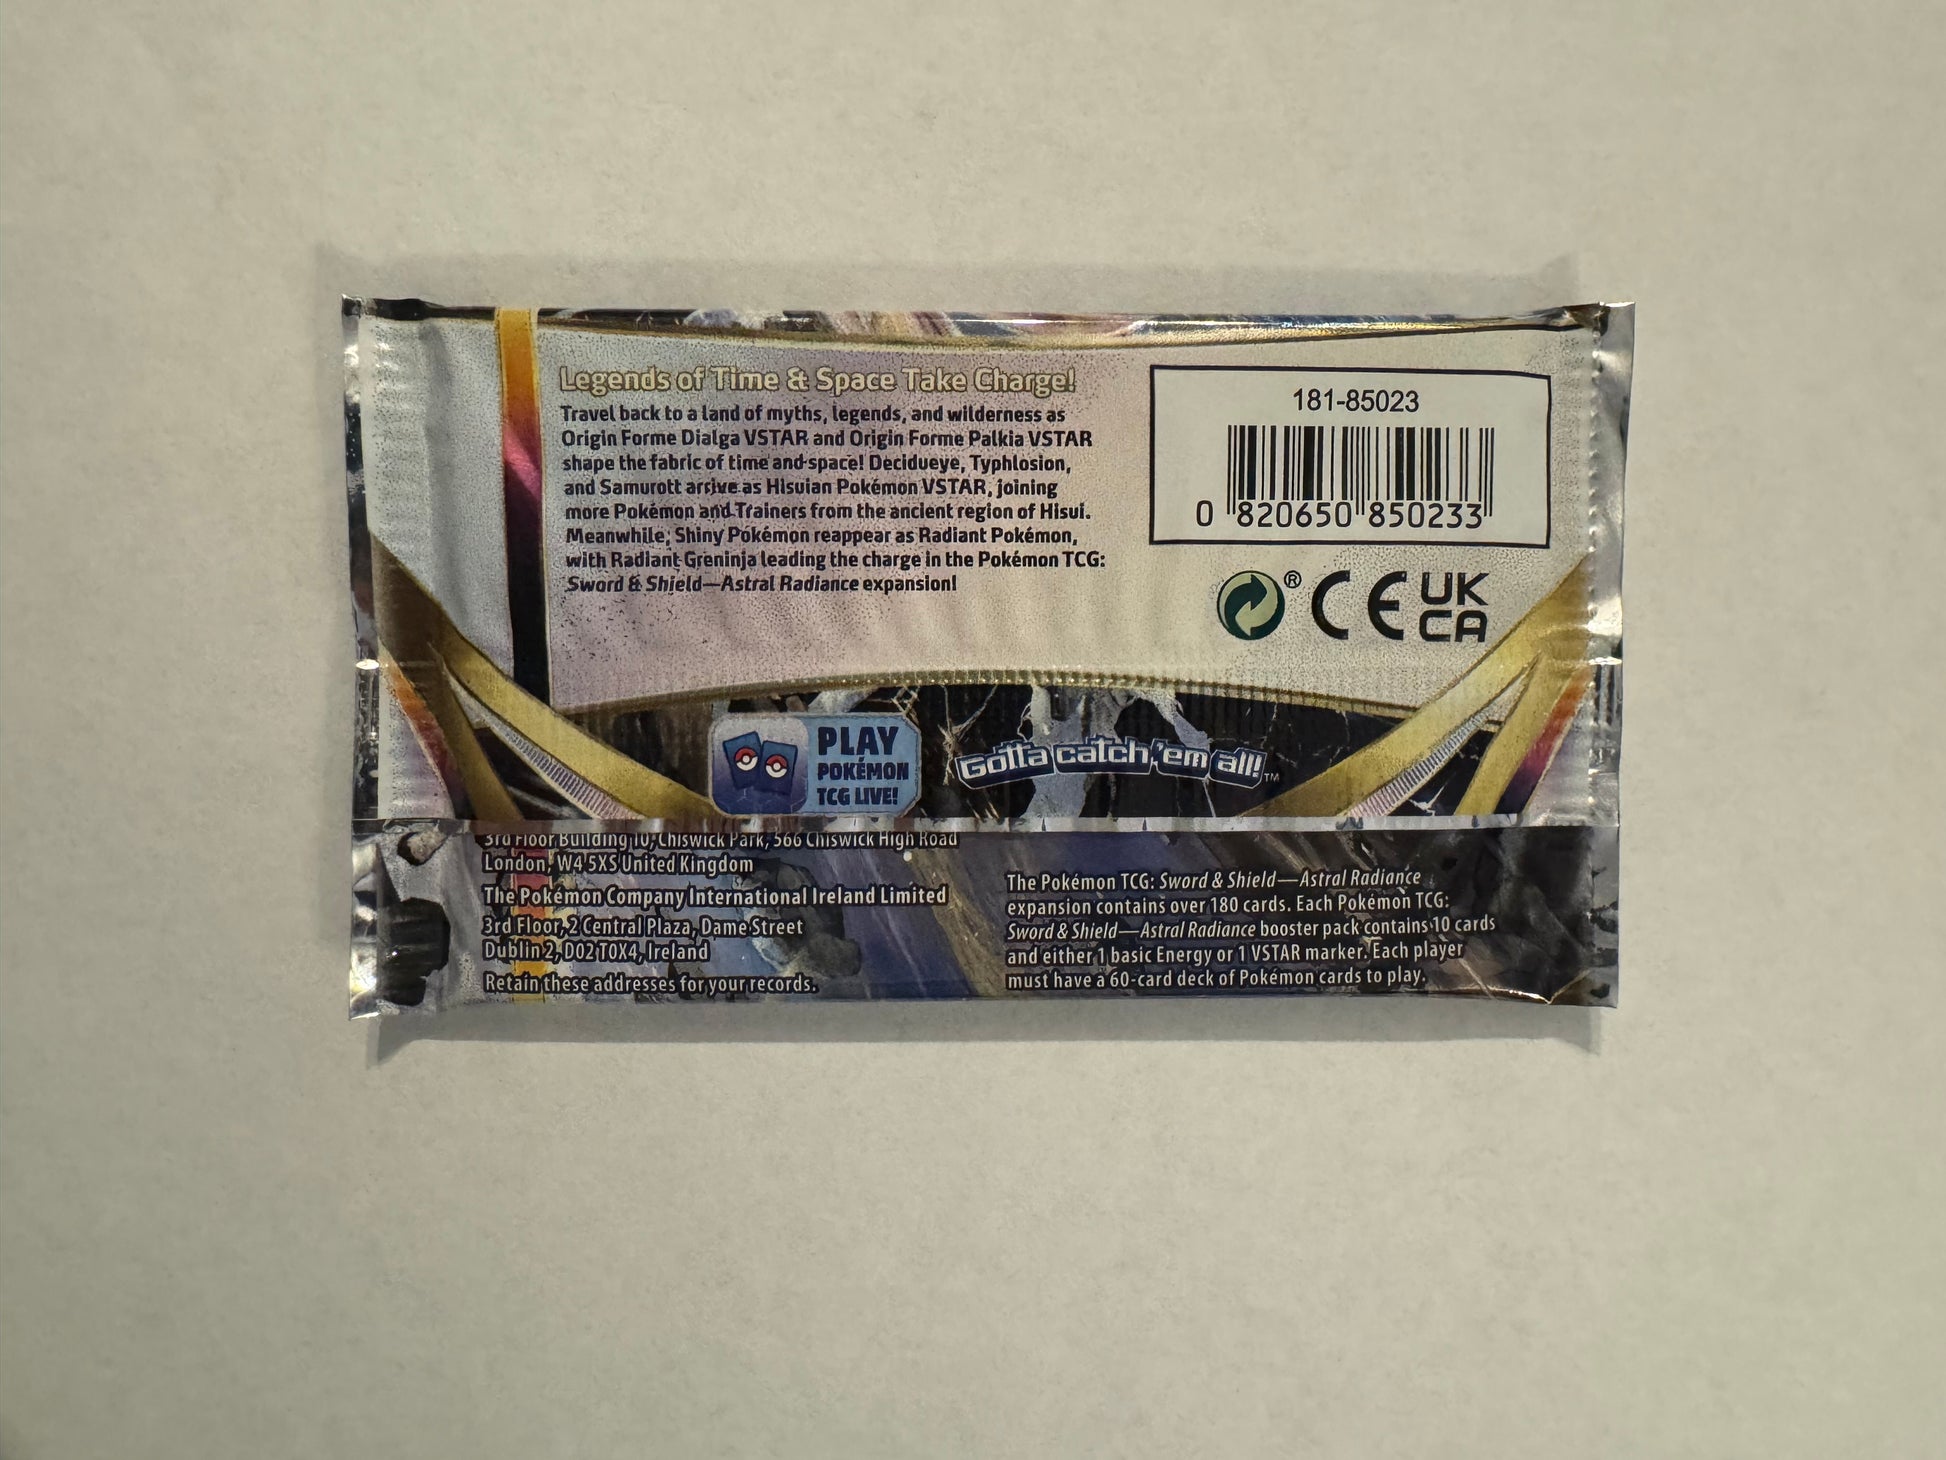 Legends of Time & Space Take Charge!
Travel back to a land of myths, legends, and wilderness as
Origin Forme Dialga VSTAR and Origin Forme Palkia VSTAR
shape the fabric of time and space! Decidueye, Typhlosion,
and Samurott arrive as Hisuian Pokémon VSTAR, joining
more Pokémon and Trainers from the ancient region of Hisui.
Meanwhile, Shiny Pokémon reappear as Radiant Pokémon,
with Radiant Greninja leading the charge in the Pokémon TCG:
Sword & Shield—Astral Radiance expansion!
181-85023
0 820650 850233
® CE UK
CA
PLAY
POKÉMON
TCG LIVE!
Gotta catch 'em all!™
3rd Floor Building 10, Chiswick Park, 566 Chiswick High Road
London, W4 5XS United Kingdom
The Pokémon Company International Ireland Limited
3rd Floor, 2 Central Plaza, Dame Street
Dublin 2, D02 T0X4, Ireland
Retain these addresses for your records.
The Pokémon TCG: Sword & Shield—Astral Radiance
expansion contains over 180 cards. Each Pokémon TCG:
Sword & Shield—Astral Radiance booster pack contains 10 cards
and either 1 basic Energy or 1 VSTAR marker. Each player
must have a 60-card deck of Pokémon cards to play.